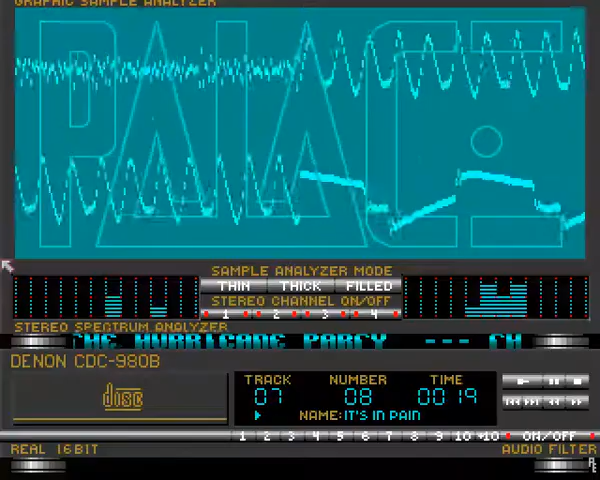 GRAPHIC SAMPLE ANALYZER
PALACE
SAMPLE ANALYZER MODE
THIN THICK FILLED
STEREO CHANNEL ON/OFF
1 2 3 4
STEREO SPECTRUM ANALYZER
THE HURRICANE PARTY --- CH
DENON CDC-980B
disc
TRACK NUMBER TIME
07 08 00 19
NAME: IT'S IN PAIN
1 2 3 4 5 6 7 8 9 10 +10 ON/OFF
REAL 16BIT
AUDIO FILTER